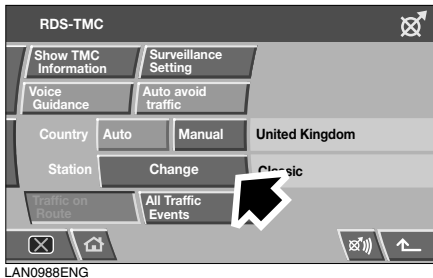 RDS-TMC
Show TMC Information
Surveillance Setting
Voice Guidance
Auto avoid traffic
Country Auto Manual United Kingdom
Station Change Classic
Traffic on Route
All Traffic Events
LAN0988ENG